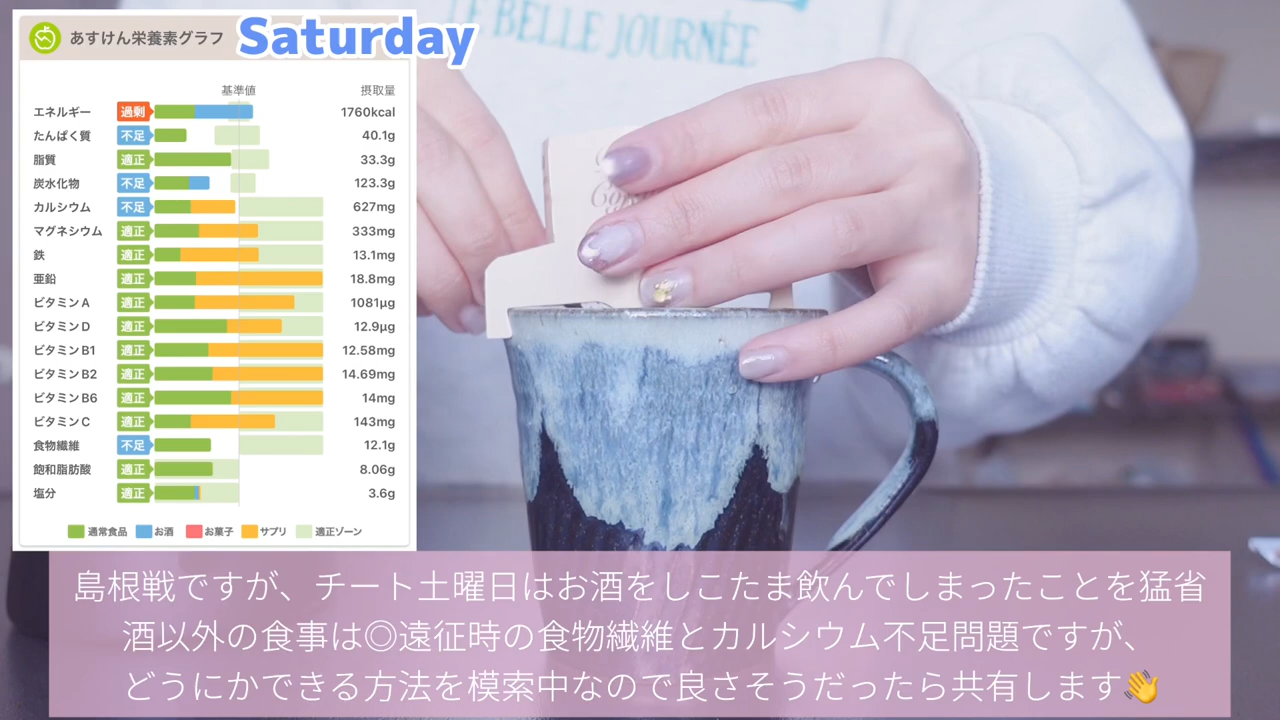 あすけん栄養素グラフ
Saturday
LE BELLE JOURNÉE
基準値 摂取量
エネルギー 過剰 1760kcal
たんぱく質 不足 40.1g
脂質 適正 33.3g
炭水化物 不足 123.3g
カルシウム 不足 627mg
マグネシウム 適正 333mg
鉄 適正 13.1mg
亜鉛 適正 18.8mg
ビタミンA 適正 1081μg
ビタミンD 適正 12.9μg
ビタミンB1 適正 12.58mg
ビタミンB2 適正 14.69mg
ビタミンB6 適正 14mg
ビタミンC 適正 143mg
食物繊維 不足 12.1g
飽和脂肪酸 適正 8.06g
塩分 適正 3.6g
通常食品 お酒 お菓子 サプリ 適正ゾーン
島根戦ですが、チート土曜日はお酒をしこたま飲んでしまったことを猛省
酒以外の食事は◎遠征時の食物繊維とカルシウム不足問題ですが、
どうにかできる方法を模索中なので良さそうだったら共有します👋